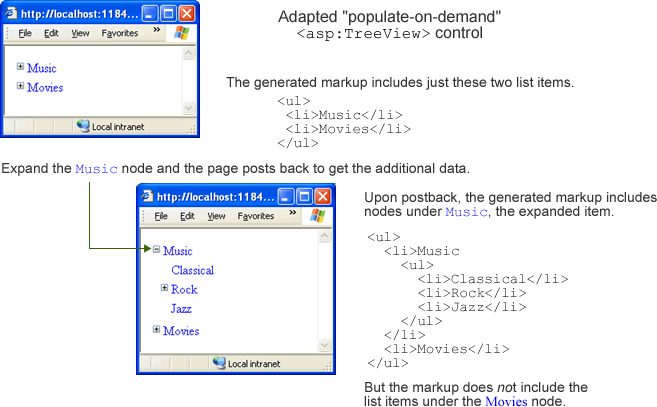 http://localhost:1184...
File Edit View Favorites »
Music
Movies
Local intranet
Adapted "populate-on-demand"
<asp:TreeView> control
The generated markup includes just these two list items.
<ul>
<li>Music</li>
<li>Movies</li>
</ul>
Expand the Music node and the page posts back to get the additional data.
http://localhost:1184...
File Edit View Favorites »
Music
Classical
Rock
Jazz
Movies
Local intranet
Upon postback, the generated markup includes
nodes under Music, the expanded item.
<ul>
<li>Music
<ul>
<li>Classical</li>
<li>Rock</li>
<li>Jazz</li>
</ul>
</li>
<li>Movies</li>
</ul>
But the markup does not include the
list items under the Movies node.